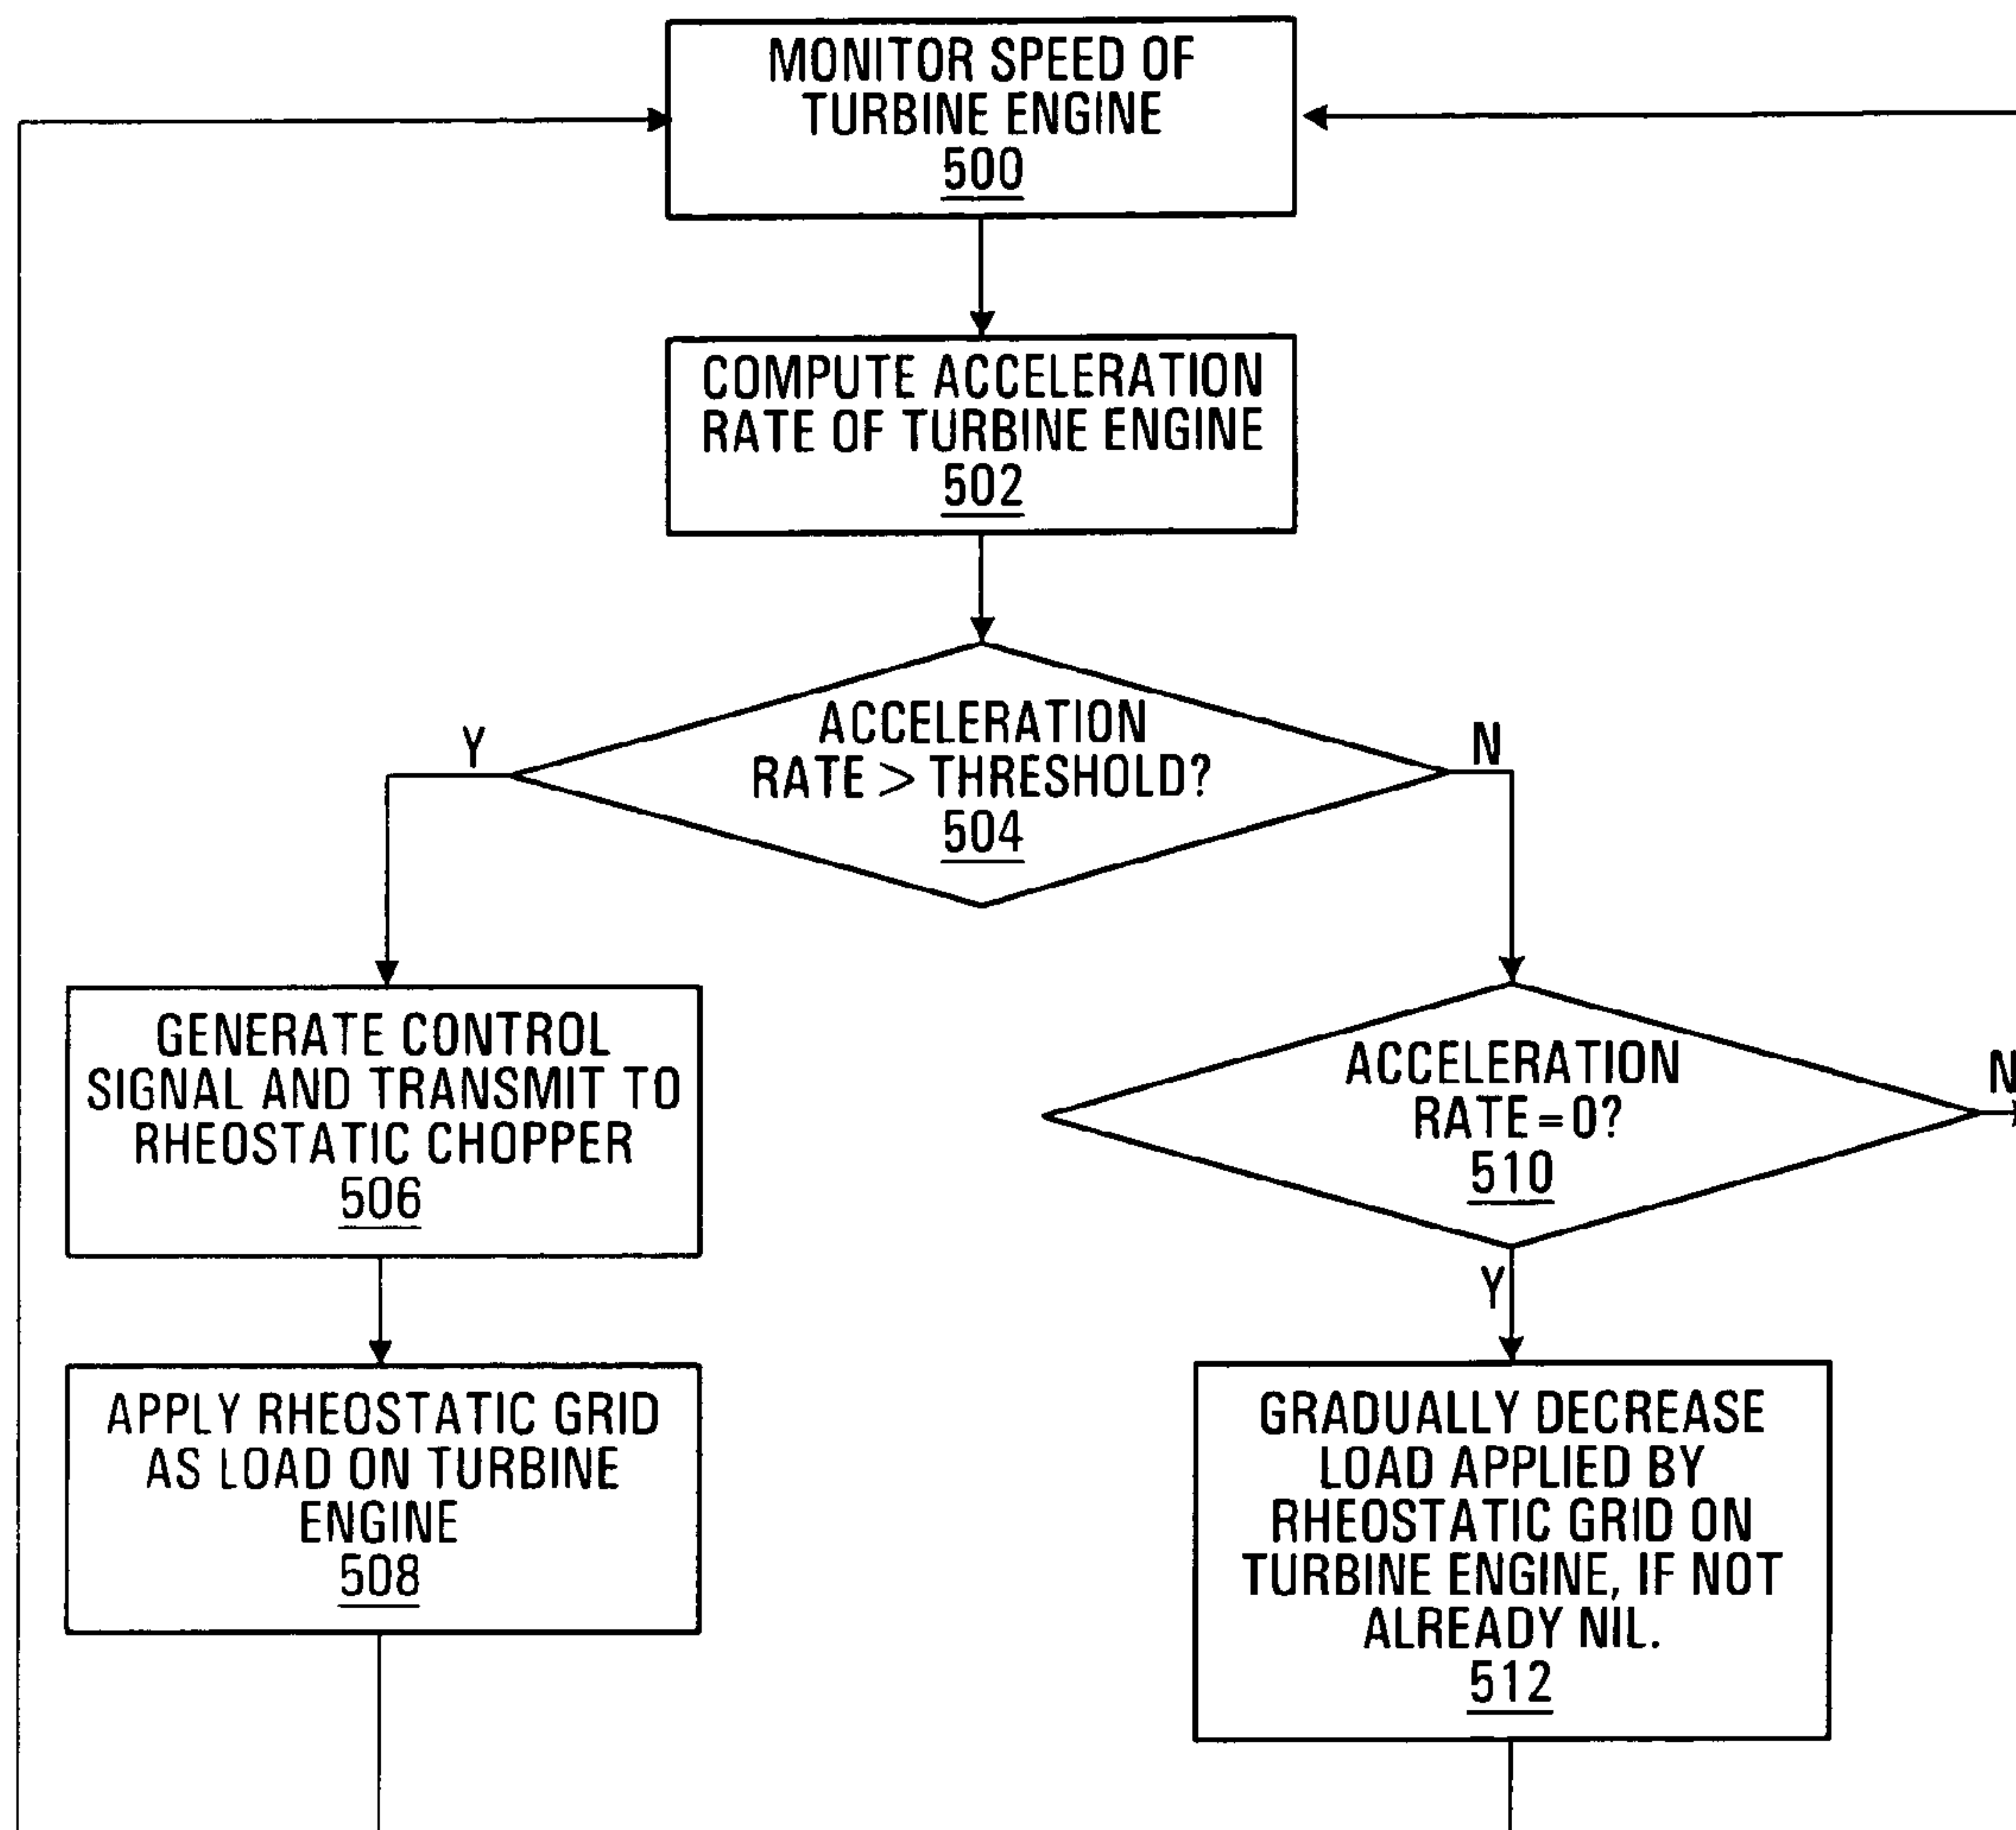 MONITOR SPEED OF
TURBINE ENGINE
500
COMPUTE ACCELERATION
RATE OF TURBINE ENGINE
502
ACCELERATION
RATE > THRESHOLD?
504
Y
N
GENERATE CONTROL
SIGNAL AND TRANSMIT TO
RHEOSTATIC CHOPPER
506
ACCELERATION
RATE = 0?
510
N
Y
APPLY RHEOSTATIC GRID
AS LOAD ON TURBINE
ENGINE
508
GRADUALLY DECREASE
LOAD APPLIED BY
RHEOSTATIC GRID ON
TURBINE ENGINE, IF NOT
ALREADY NIL.
512